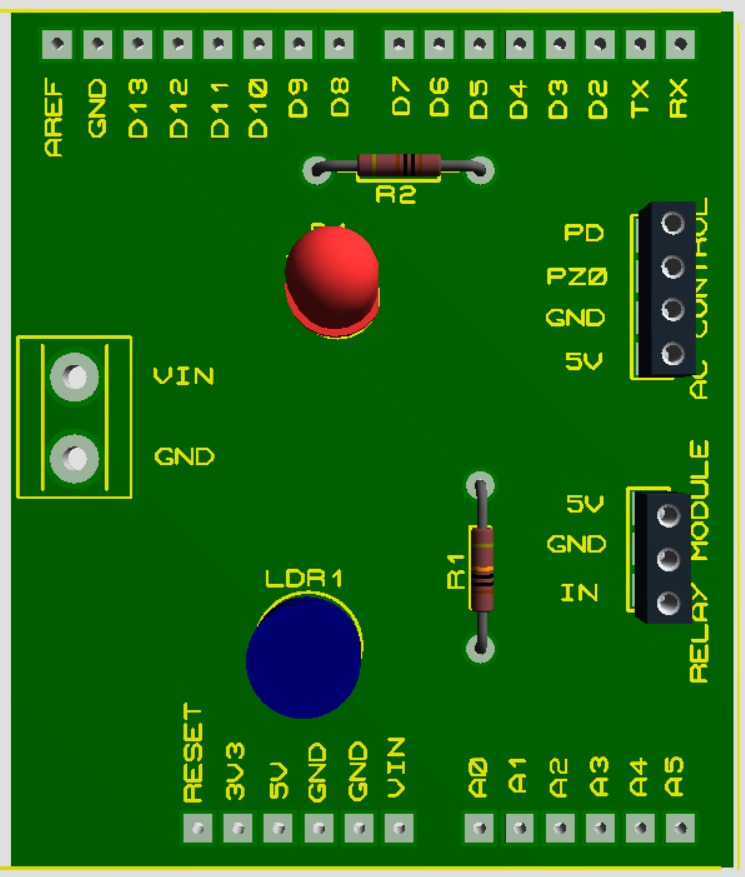 AREF GND D13 D12 D11 D10 D9 D8 D7 D6 D5 D4 D3 D2 TX RX
R2
PD
PZ0
GND
5V
AC CONTROL
VIN
GND
5V
GND
IN
RELAY MODULE
R1
LDR1
RESET 3V3 5V GND GND VIN A0 A1 A2 A3 A4 A5